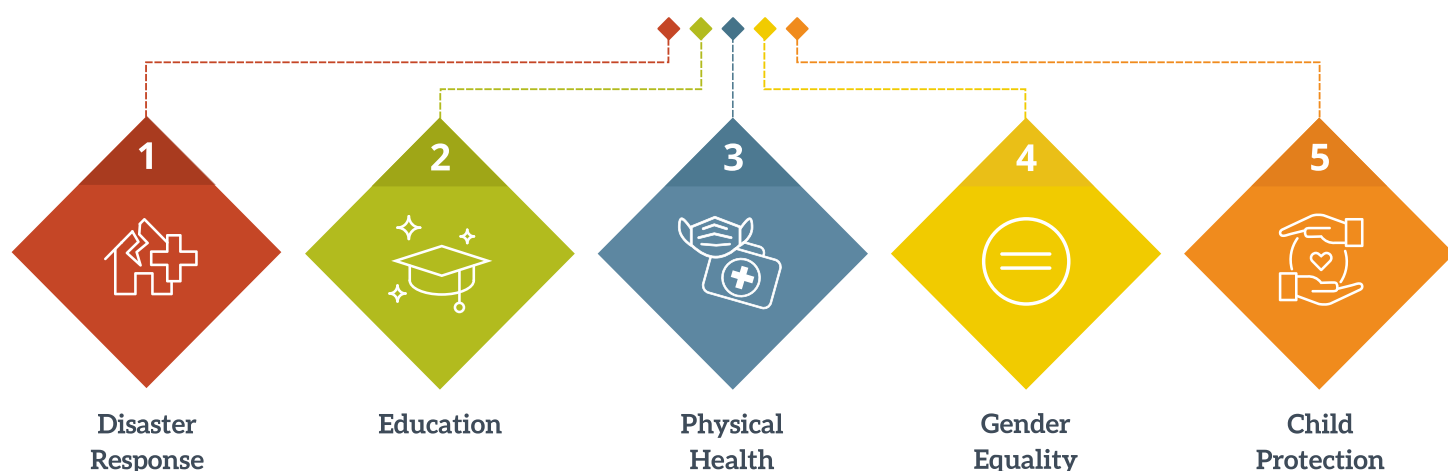 1
2
3
4
5
Disaster
Response
Education
Physical
Health
Gender
Equality
Child
Protection